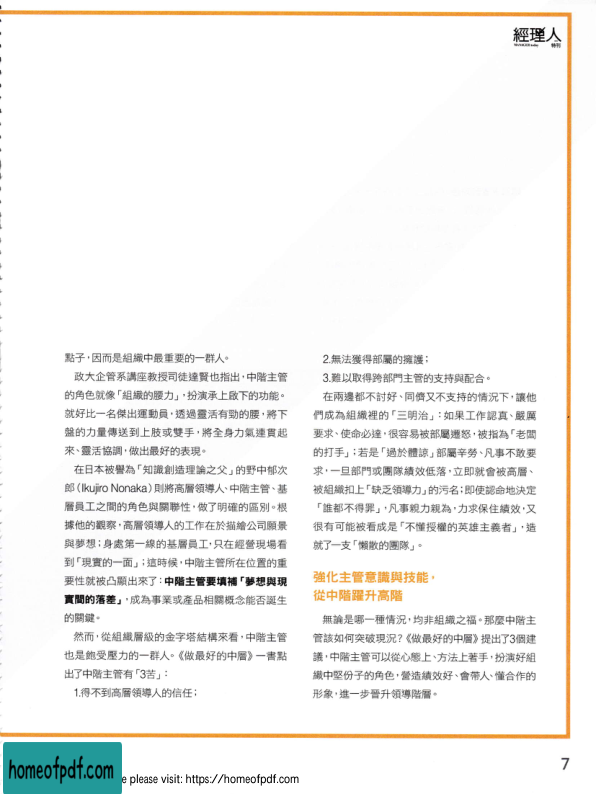 經理人
特刊
點子，因而是組織中最重要的一群人。
政大企管系講座教授司徒達賢也指出，中階主管
的角色就像「組織的腰力」，扮演承上啟下的功能。
就好比一名傑出運動員，透過靈活有勁的腰，將下
盤的力量傳送到上肢或雙手，將全身力氣連貫起
來、靈活協調，做出最好的表現。
在日本被譽為「知識創造理論之父」的野中郁次
郎（Ikujiro Nonaka）則將高層領導人、中階主管、基
層員工之間的角色與關聯性，做了明確的區別。根
據他的觀察，高層領導人的工作在於描繪公司願景
與夢想；身處第一線的基層員工，只在經營現場看
到「現實的一面」；這時候，中階主管所在位置的重
要性就被凸顯出來了：中階主管要填補「夢想與現
實間的落差」，成為事業或產品相關概念能否誕生
的關鍵。
然而，從組織層級的金字塔結構來看，中階主管
也是飽受壓力的一群人。《做最好的中層》一書點
出了中階主管有「3苦」：
1.得不到高層領導人的信任；
2.無法獲得部屬的擁護；
3.難以取得跨部門主管的支持與配合。
在兩邊都不討好、同儕又不支持的情況下，讓他
們成為組織裡的「三明治」：如果工作認真、嚴厲
要求、使命必達，很容易被部屬遷怒，被指為「老闆
的打手」；若是「過於體諒」部屬辛勞、凡事不敢要
求，一旦部門或團隊績效低落，立即就會被高層、
被組織扣上「缺乏領導力」的污名；即使認命地決定
「誰都不得罪」，凡事親力親為，力求保住績效，又
很有可能被看成是「不懂授權的英雄主義者」，造
就了一支「懶散的團隊」。
強化主管意識與技能，
從中階躍升高階
無論是哪一種情況，均非組織之福。那麼中階主
管該如何突破現況？《做最好的中層》提出了3個建
議，中階主管可以從心態上、方法上著手，扮演好組
織中堅份子的角色，營造績效好、會帶人、懂合作的
形象，進一步晉升領導階層。
7
homeofpdf.com
e please visit: https://homeofpdf.com